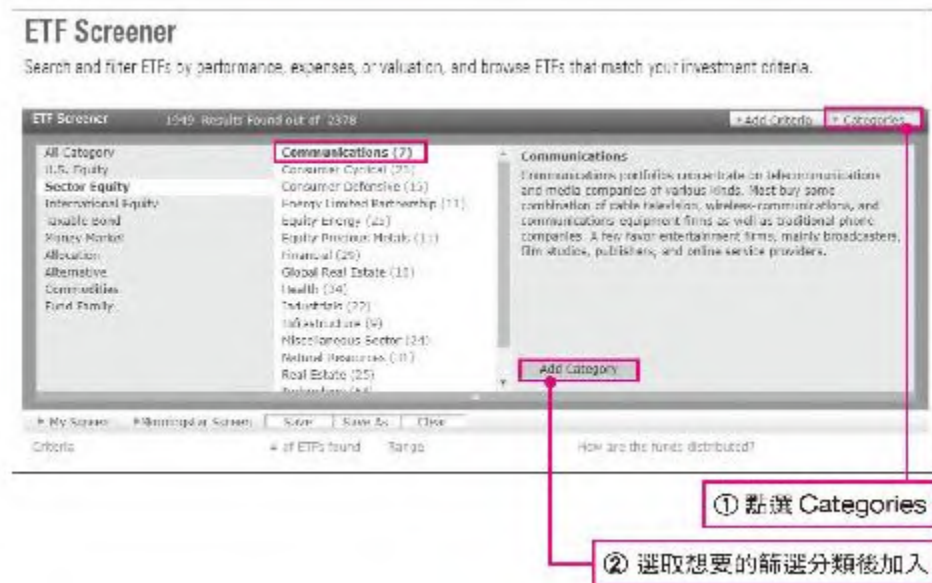 ETF Screener
Search and filter ETFs by performance, expenses, or valuation, and browse ETFs that match your investment criteria.
ETF Screener 1949 Results Found out of 2378 Add Criteria Categories
All Category
U.S. Equity
Sector Equity
International Equity
Taxable Bond
Money Market
Allocation
Alternative
Commodities
Fund Family
Communications (7)
Consumer Cyclical
Consumer Defensive (15)
Energy Limited Partnership (11)
Equity Energy
Equity Precious Metals
Financial
Global Real Estate
Health (34)
Industrials (22)
Infrastructure (9)
Miscellaneous Sector (24)
Natural Resources
Real Estate (25)
Communications
Communications portfolios concentrate on telecommunications
and media companies of various kinds. Most buy some
combination of cable television, wireless-communications, and
communications-equipment firms as well as traditional phone
companies. A few favor entertainment firms, mainly broadcasters,
film studios, publishers, and online service providers.
Add Category
My Screen Morningstar Screen Save Save As Clear
Criteria # of ETFs found Range How are the funds distributed?
① 點選 Categories
② 選取想要的篩選分類後加入